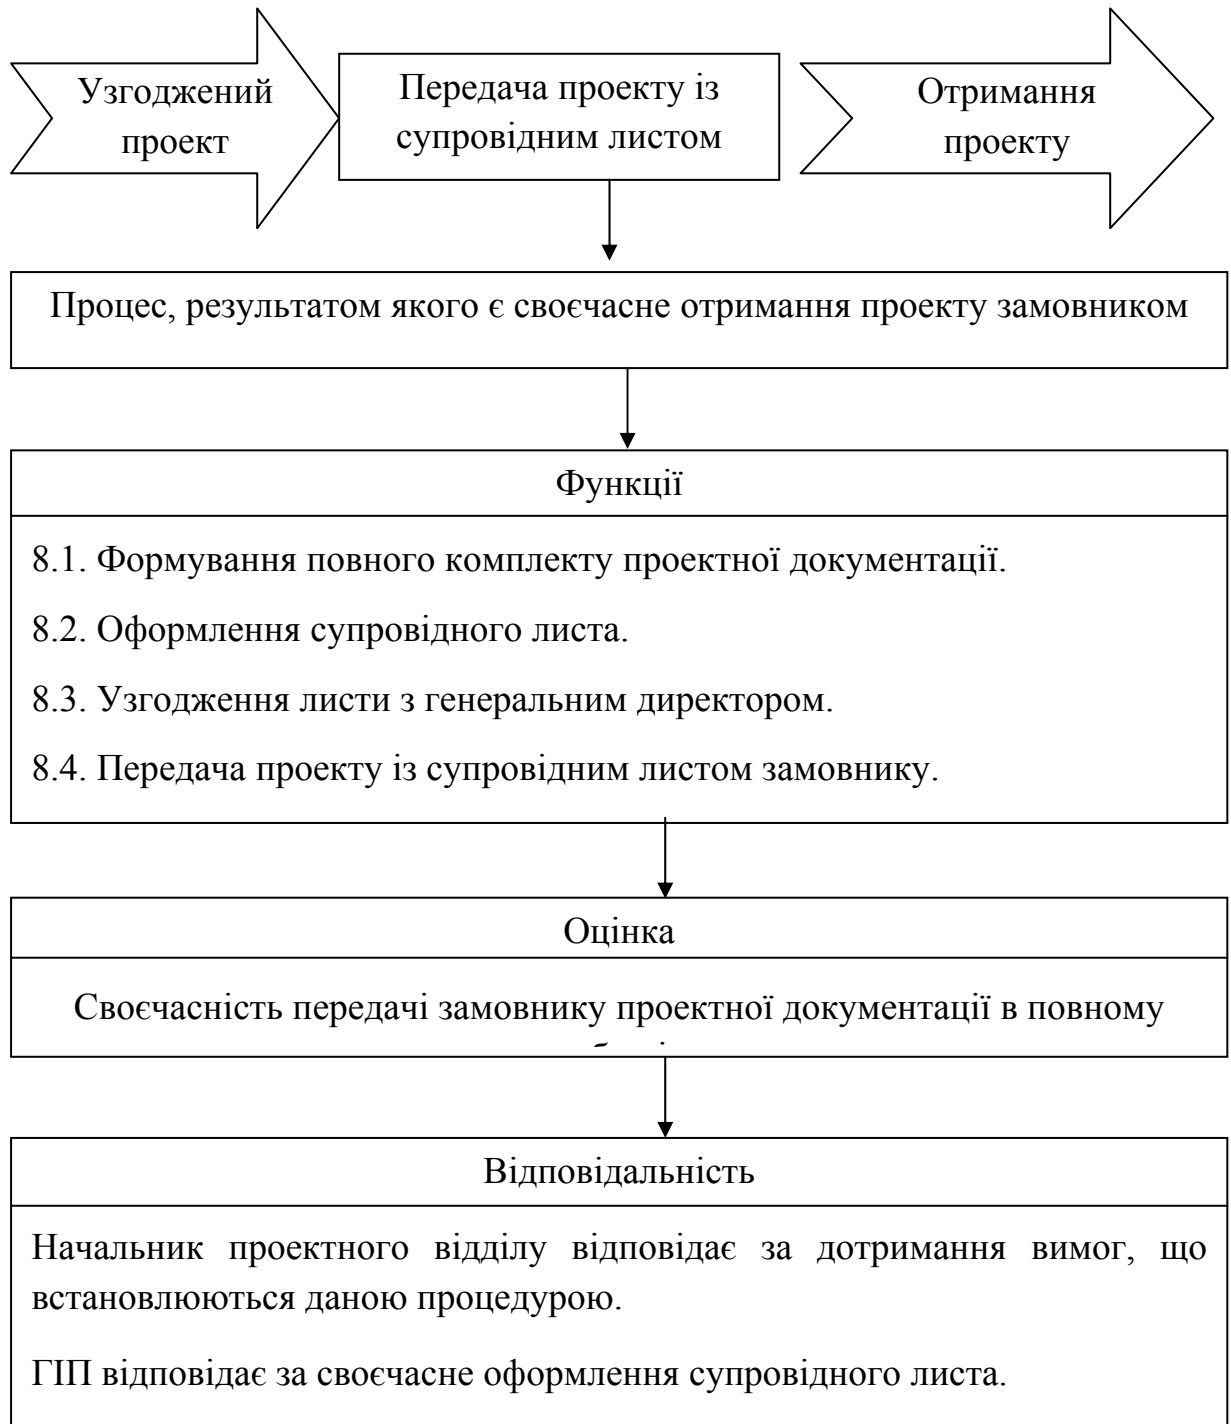 Узгоджений
проект
Передача проекту із
супровідним листом
Отримання
проекту
Процес, результатом якого є своєчасне отримання проекту замовником
Функції
8.1. Формування повного комплекту проектної документації.
8.2. Оформлення супровідного листа.
8.3. Узгодження листи з генеральним директором.
8.4. Передача проекту із супровідним листом замовнику.
Оцінка
Своєчасність передачі замовнику проектної документації в повному
Відповідальність
Начальник проектного відділу відповідає за дотримання вимог, що
встановлюються даною процедурою.
ГІП відповідає за своєчасне оформлення супровідного листа.